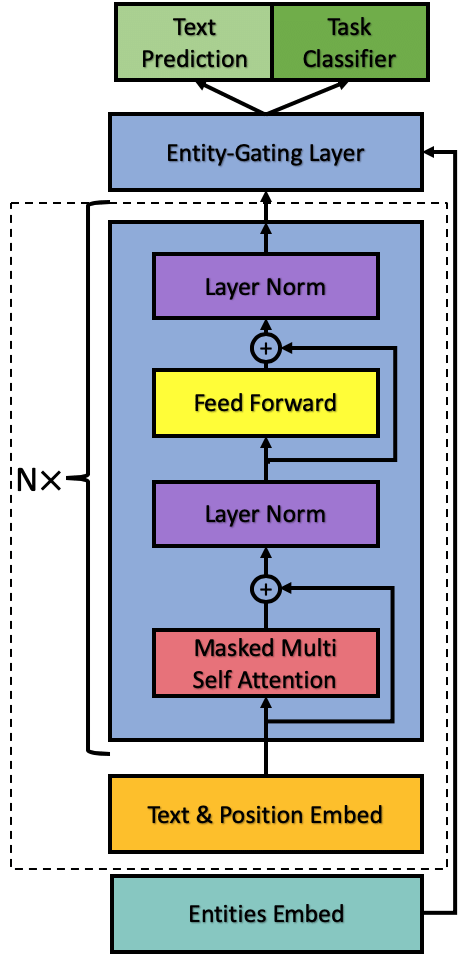 Text
Prediction
Task
Classifier
Entity-Gating Layer
Layer Norm
+
Feed Forward
N×
Layer Norm
+
Masked Multi
Self Attention
Text & Position Embed
Entities Embed